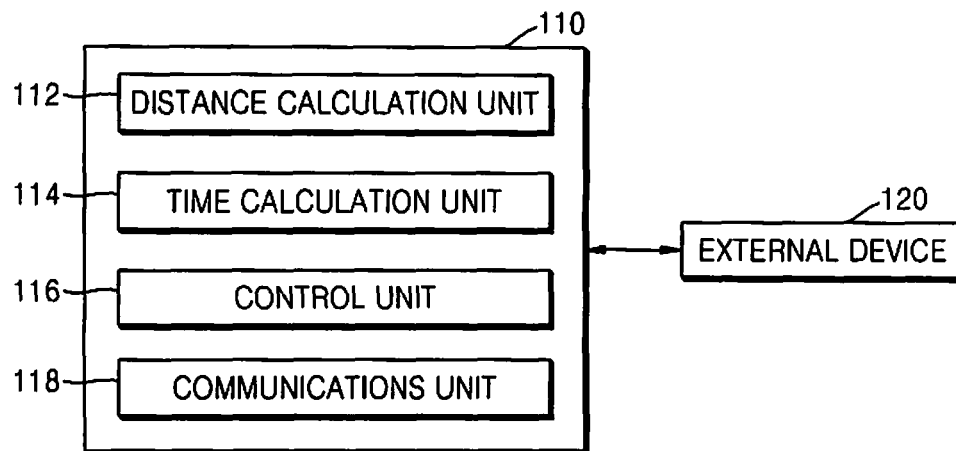 110
112
DISTANCE CALCULATION UNIT
114
TIME CALCULATION UNIT
120
EXTERNAL DEVICE
116
CONTROL UNIT
118
COMMUNICATIONS UNIT